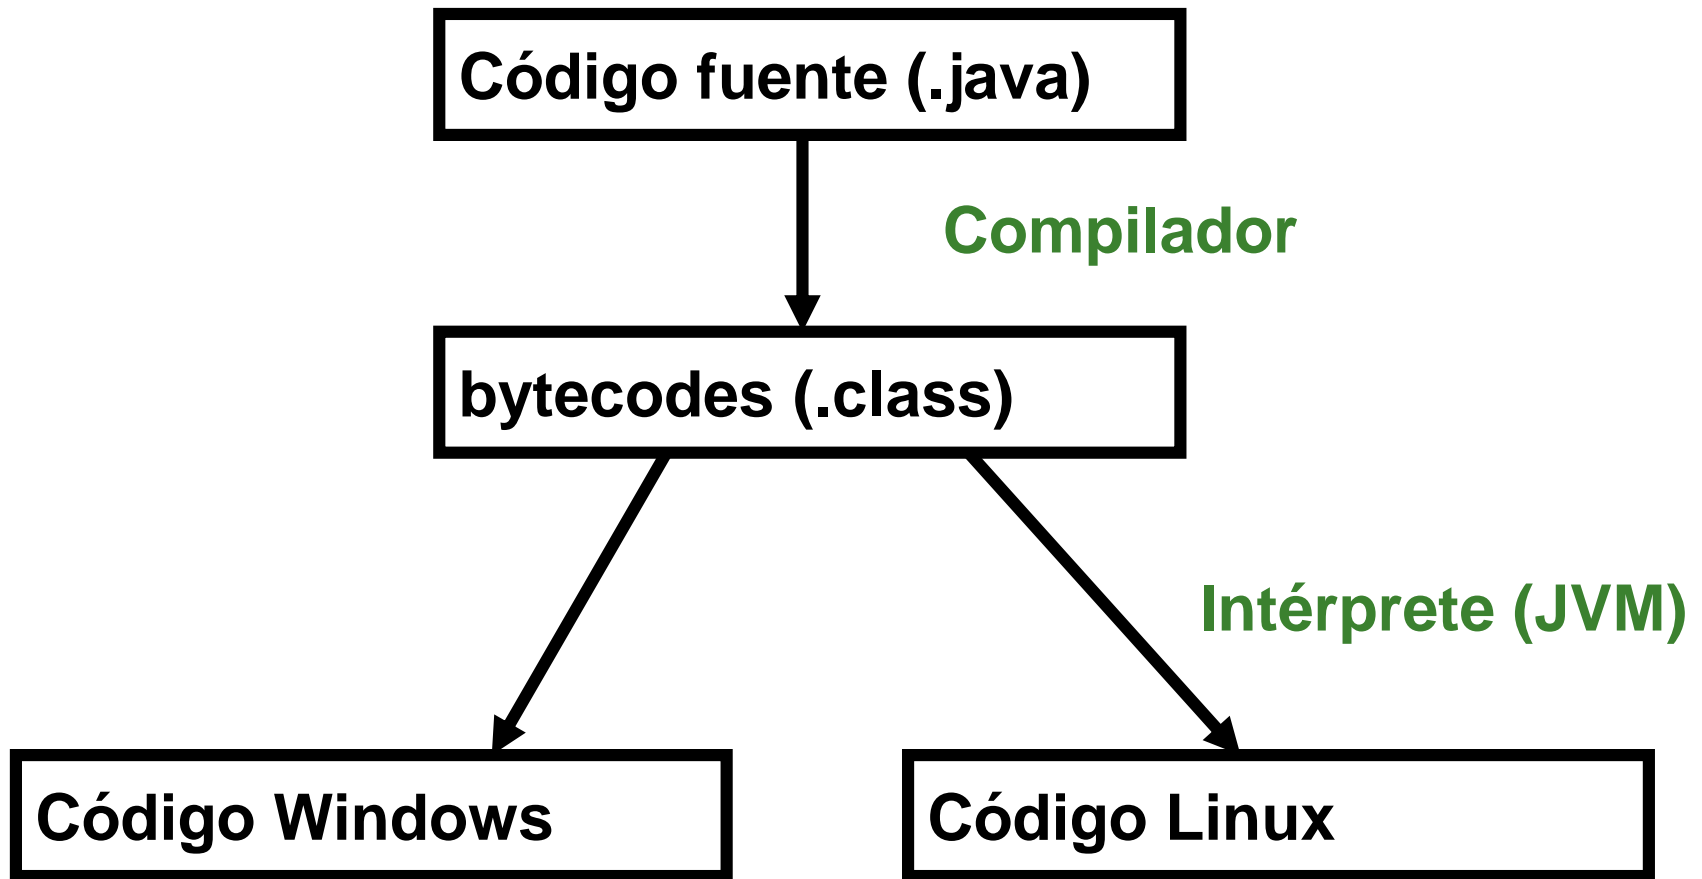 Código fuente (.java)
Compilador
bytecodes (.class)
Intérprete (JVM)
Código Windows
Código Linux